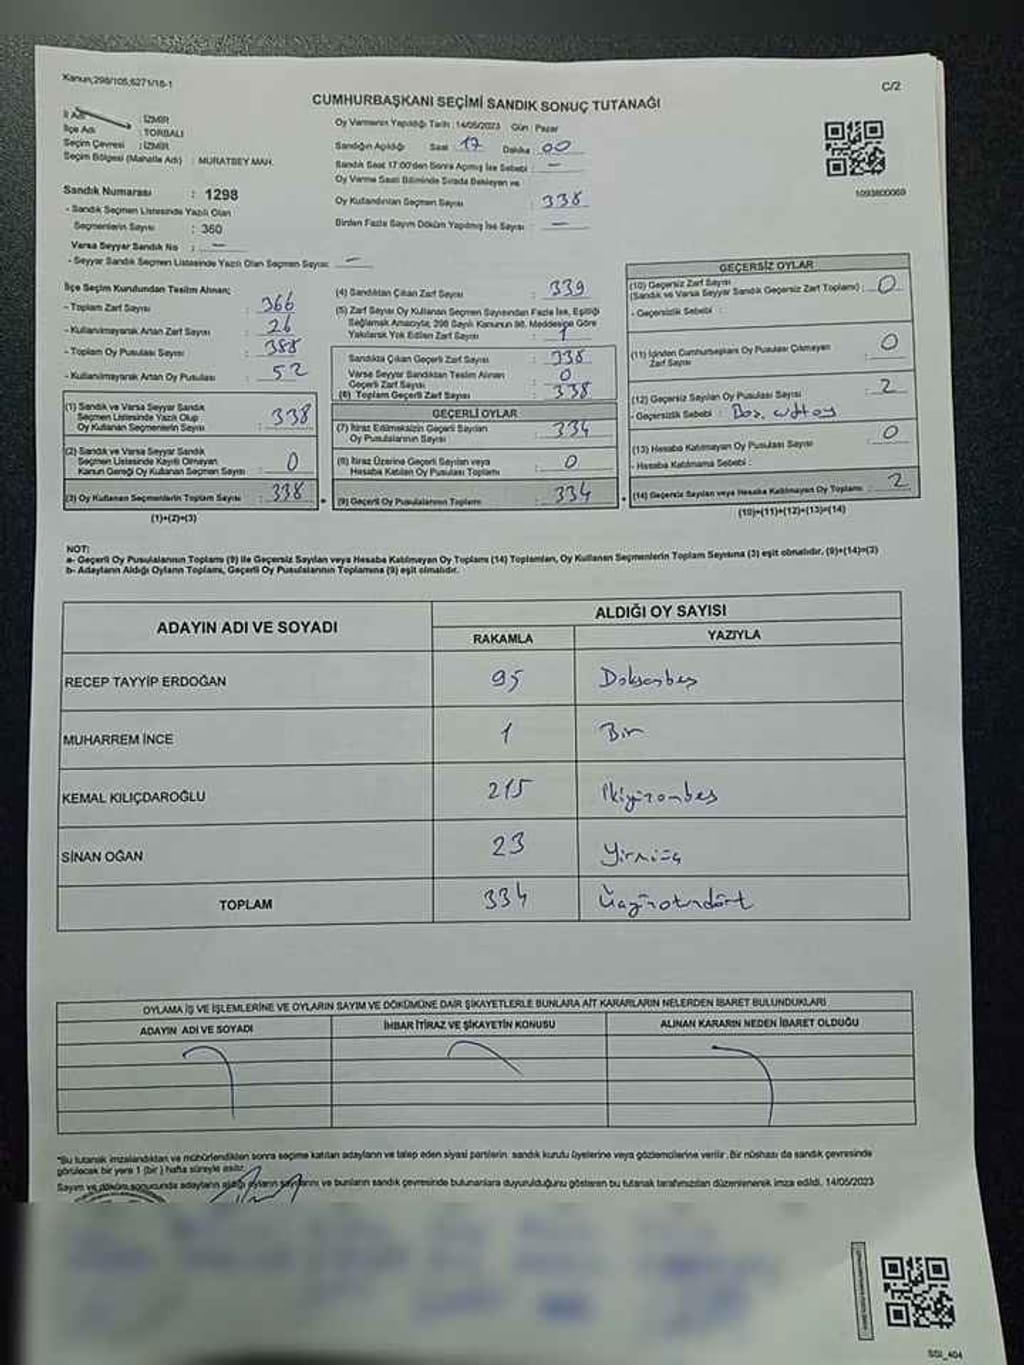 Kanun;298/105,6271/18-1
C/2
CUMHURBAŞKANI SEÇİMİ SANDIK SONUÇ TUTANAĞI
İl Adı : İZMİR
İlçe Adı : TORBALI
Seçim Çevresi : İZMİR
Seçim Bölgesi (Mahalle Adı) : MURATBEY MAH.
Sandık Numarası : 1298
- Sandık Seçmen Listesinde Yazılı Olan
Seçmenlerin Sayısı : 360
Varsa Seyyar Sandık No : —
- Seyyar Sandık Seçmen Listesinde Yazılı Olan Seçmen Sayısı: —
Oy Vermenin Yapıldığı Tarih : 14/05/2023 Gün : Pazar
Sandığın Açıldığı Saat 17 Dakika : 00
Sandık Saat 17:00'den Sonra Açılmış İse Sebebi : —
Oy Verme Saati Bitiminde Sırada Bekleyen ve
Oy Kullandırılan Seçmen Sayısı : 338
Birden Fazla Sayım Döküm Yapılmış İse Sayısı : —
1093800069
İlçe Seçim Kurulundan Teslim Alınan;
- Toplam Zarf Sayısı : 366
- Kullanılmayarak Artan Zarf Sayısı : 26
- Toplam Oy Pusulası Sayısı : 388
- Kullanılmayarak Artan Oy Pusulası : 52
(1) Sandık ve Varsa Seyyar Sandık
Seçmen Listesinde Yazılı Olup
Oy Kullanan Seçmenlerin Sayısı : 338
(2) Sandık ve Varsa Seyyar Sandık
Seçmen Listesinde Kayıtlı Olmayan
Kanun Gereği Oy Kullanan Seçmen Sayısı : 0
(3) Oy Kullanan Seçmenlerin Toplam Sayısı : 338
(1)+(2)=(3)
(4) Sandıktan Çıkan Zarf Sayısı : 339
(5) Zarf Sayısı Oy Kullanan Seçmen Sayısından Fazla İse, Eşitliği
Sağlamak Amacıyla; 298 Sayılı Kanunun 98. Maddesine Göre
Yakılarak Yok Edilen Zarf Sayısı : 1
Sandıkta Çıkan Geçerli Zarf Sayısı : 338
Varsa Seyyar Sandıktan Teslim Alınan
Geçerli Zarf Sayısı : 0
(6) Toplam Geçerli Zarf Sayısı : 338
GEÇERLİ OYLAR
(7) İtiraz Edilmeksizin Geçerli Sayılan
Oy Pusulalarının Sayısı : 334
(8) İtiraz Üzerine Geçerli Sayılan veya
Hesaba Katılan Oy Pusulası Toplamı : 0
(9) Geçerli Oy Pusulalarının Toplamı : 334
GEÇERSİZ OYLAR
(10) Geçersiz Zarf Sayısı
(Sandık ve Varsa Seyyar Sandık Geçersiz Zarf Toplamı) : 0
- Geçersizlik Sebebi :
(11) İçinden Cumhurbaşkanı Oy Pusulası Çıkmayan
Zarf Sayısı : 0
(12) Geçersiz Sayılan Oy Pusulası Sayısı : 2
- Geçersizlik Sebebi :
(13) Hesaba Katılmayan Oy Pusulası Sayısı : 0
- Hesaba Katılmama Sebebi :
(14) Geçersiz Sayılan veya Hesaba Katılmayan Oy Toplamı : 2
(10)+(11)+(12)+(13)=(14)
NOT:
a- Geçerli Oy Pusulalarının Toplamı (9) ile Geçersiz Sayılan veya Hesaba Katılmayan Oy Toplamı (14) Toplamları, Oy Kullanan Seçmenlerin Toplam Sayısına (3) eşit olmalıdır. (9)+(14)=(3)
b- Adayların Aldığı Oyların Toplamı, Geçerli Oy Pusulalarının Toplamına (9) eşit olmalıdır.
ADAYIN ADI VE SOYADI
ALDIĞI OY SAYISI
RAKAMLA YAZIYLA
RECEP TAYYİP ERDOĞAN 95 Doksanbeş
MUHARREM İNCE 1 Bir
KEMAL KILIÇDAROĞLU 215 İkiyüzonbeş
SİNAN OĞAN 23 Yirmiüç
TOPLAM 334 Üçyüzotuzdört
OYLAMA İŞ VE İŞLEMLERİNE VE OYLARIN SAYIM VE DÖKÜMÜNE DAİR ŞİKAYETLERLE BUNLARA AİT KARARLARIN NELERDEN İBARET BULUNDUKLARI
ADAYIN ADI VE SOYADI İHBAR İTİRAZ VE ŞİKAYETİN KONUSU ALINAN KARARIN NEDEN İBARET OLDUĞU
"Bu tutanak imzalandıktan ve mühürlendikten sonra seçime katılan adayların ve talep eden siyasi partilerin; sandık kurulu üyelerine veya gözlemcilerine verilir. Bir nüshası da sandık çevresinde
görülecek bir yere 1 (bir) hafta süreyle asılır.
Sayım ve döküm sonucunda adayların aldığı oyların sayılarını ve bunların sandık çevresinde bulunanlara duyurulduğunu gösteren bu tutanak tarafımızdan düzenlenerek imza edildi. 14/05/2023
SSI_404